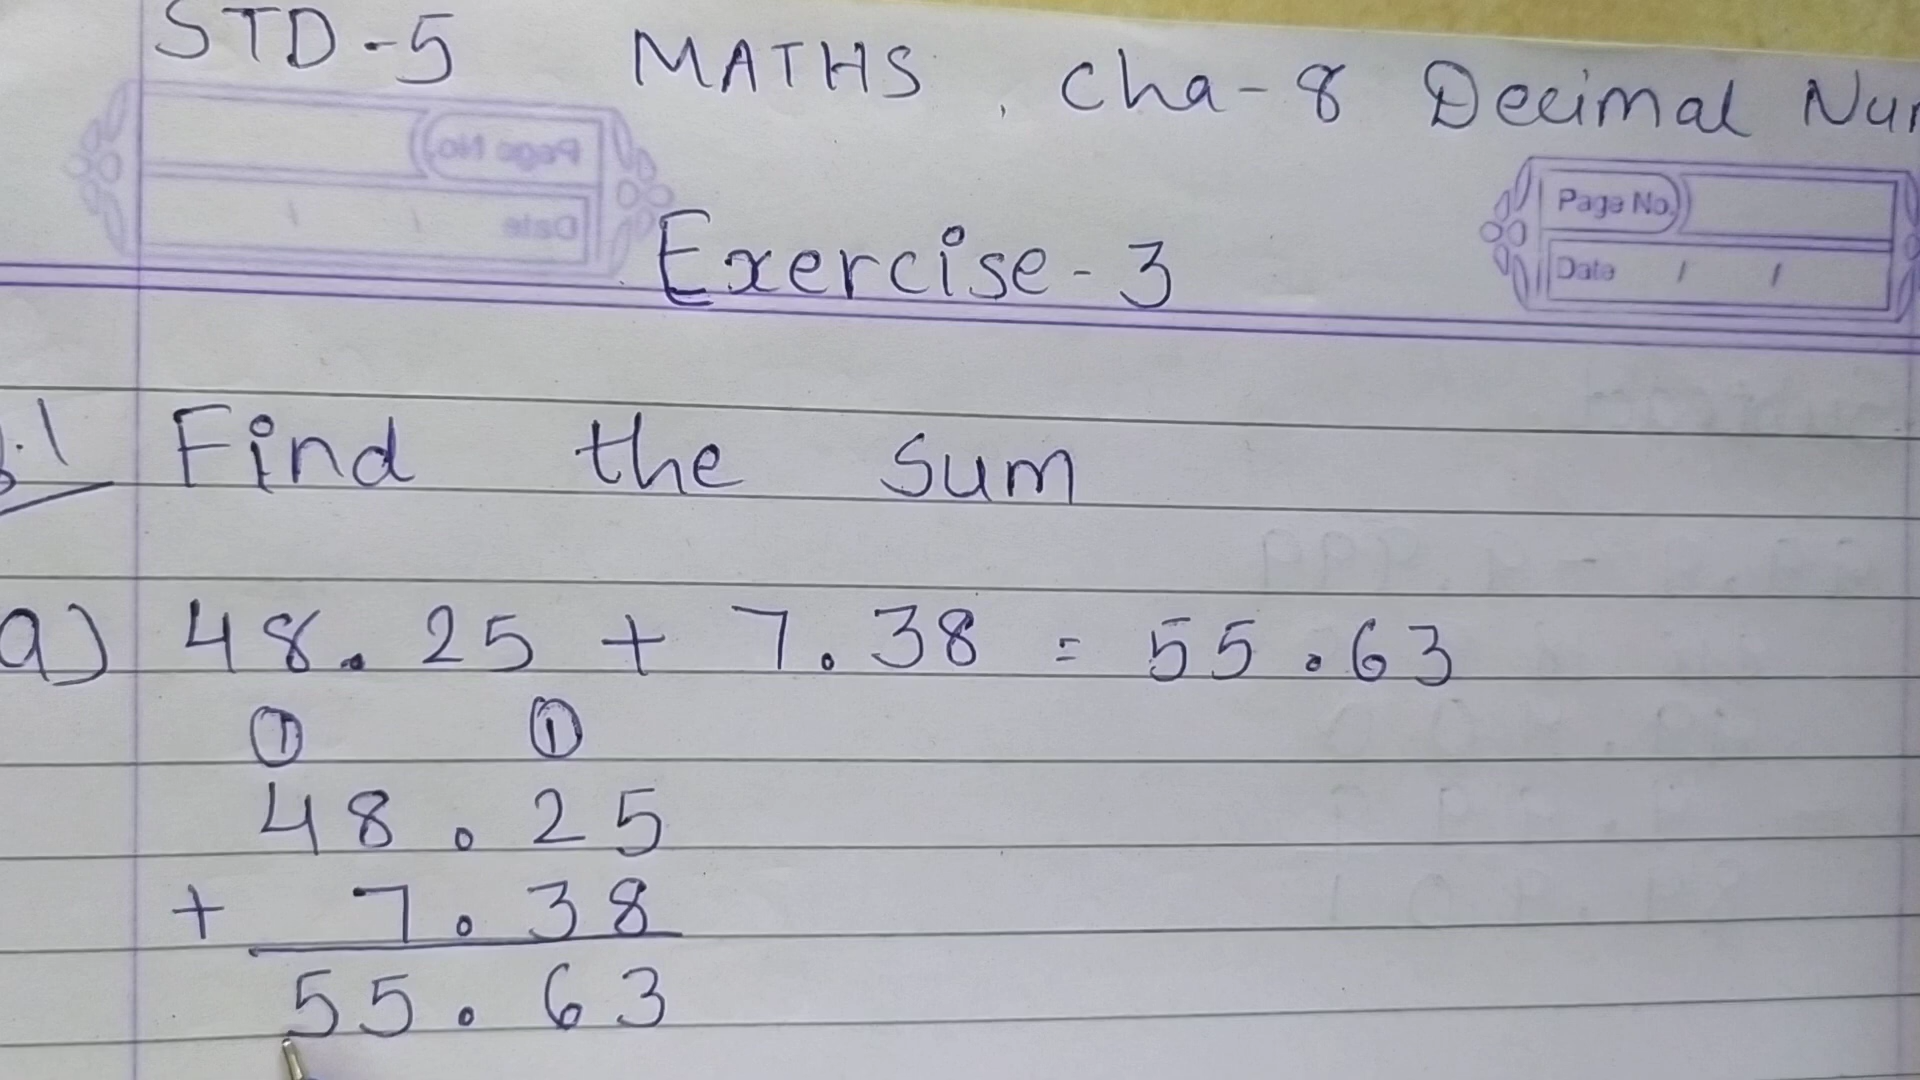 STD-5 MATHS, Cha-8 Decimal
Page No.
Date / /
Exercise-3
Find the Sum
a) 48.25 + 7.38 = 55.63
1 1
48.25
+ 7.38
55.63